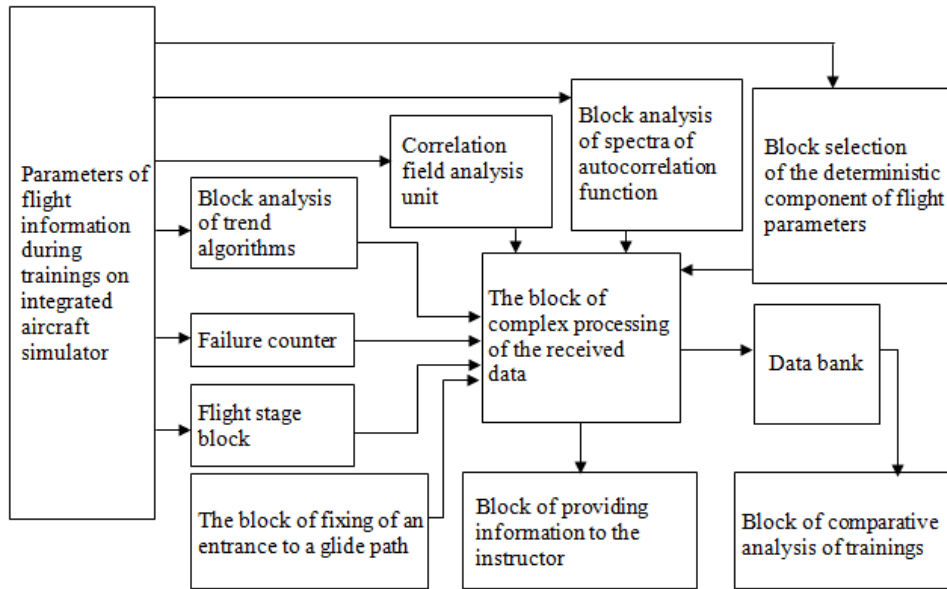 Parameters of
flight
information
during
trainings on
integrated
aircraft
simulator
Block analysis
of trend
algorithms
Failure counter
Flight stage
block
The block of fixing of an
entrance to a glide path
Correlation
field analysis
unit
Block analysis
of spectra of
autocorrelation
function
Block selection
of the deterministic
component of flight
parameters
The block of
complex processing
of the received
data
Data bank
Block of providing
information to the
instructor
Block of comparative
analysis of trainings